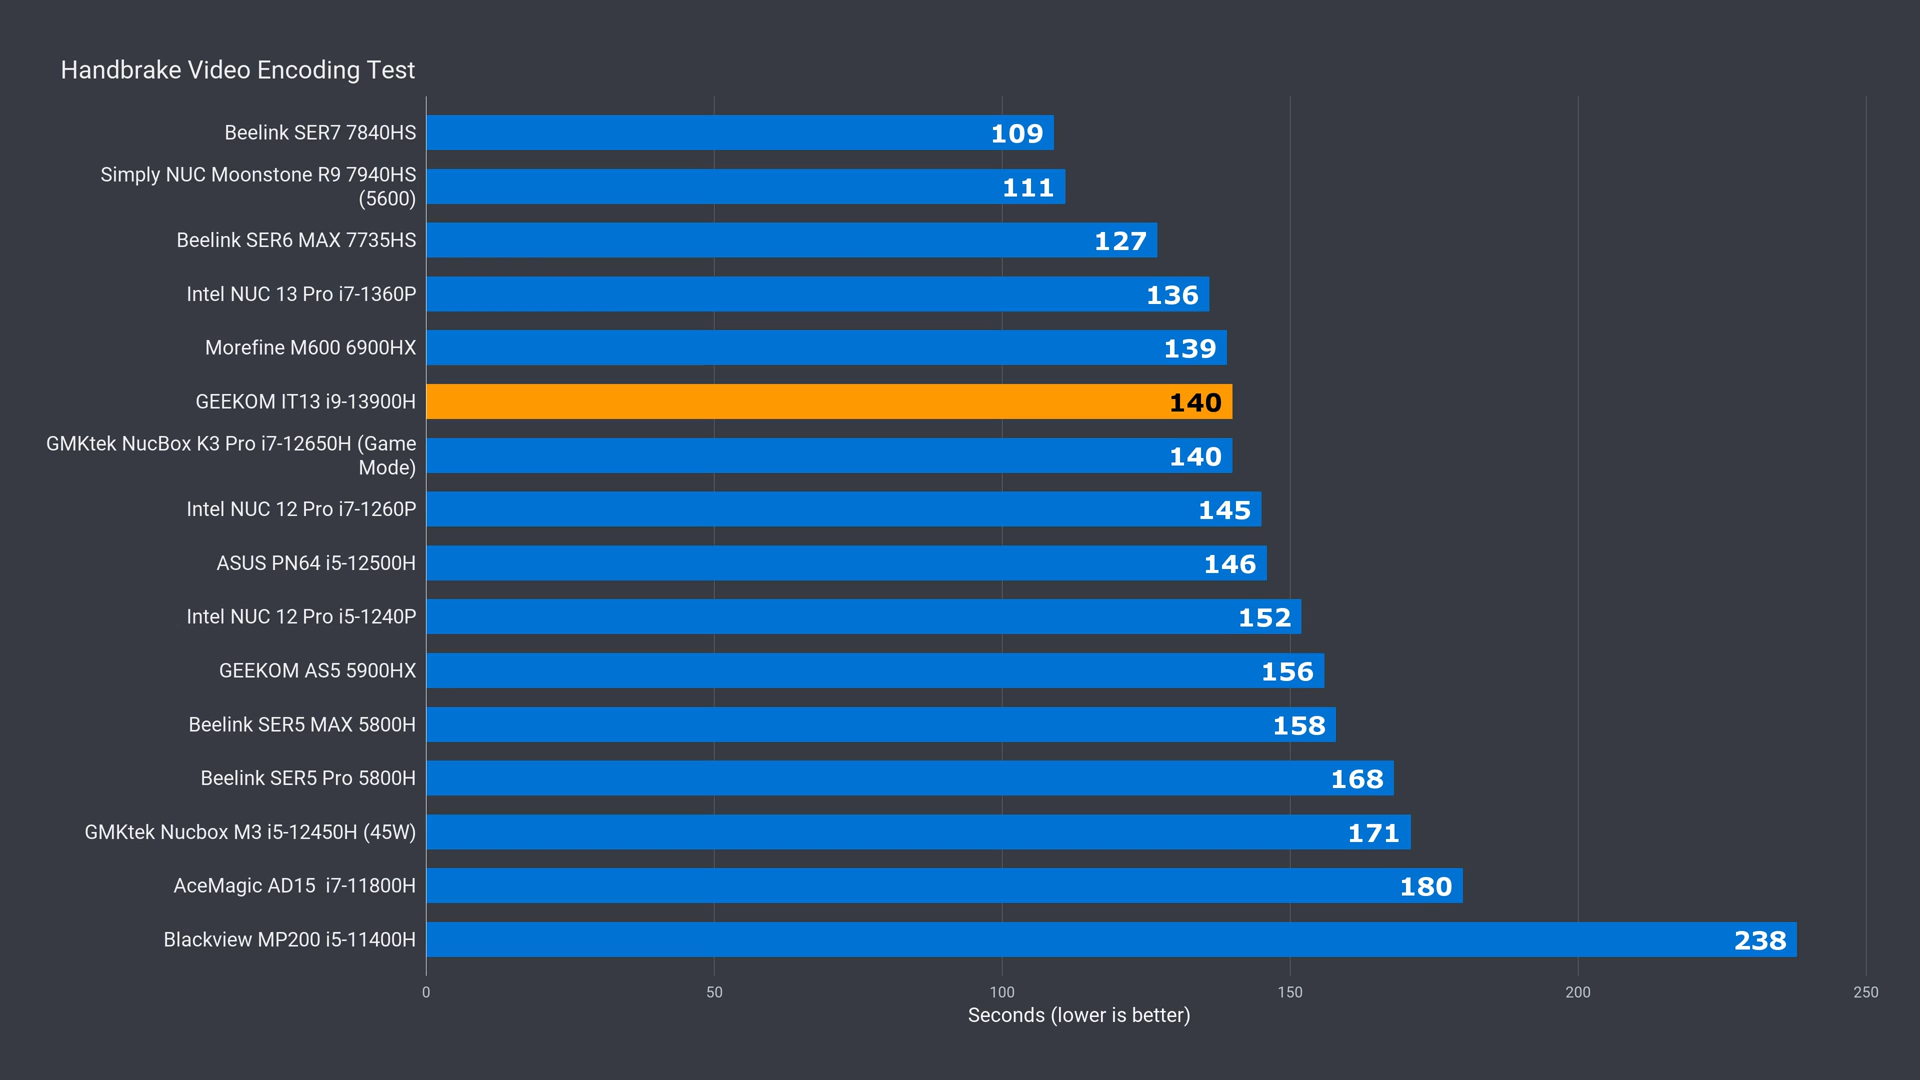 Handbrake Video Encoding Test
Beelink SER7 7840HS
109
Simply NUC Moonstone R9 7940HS
(5600)
111
Beelink SER6 MAX 7735HS
127
Intel NUC 13 Pro i7-1360P
136
Morefine M600 6900HX
139
GEEKOM IT13 i9-13900H
140
GMKtek NucBox K3 Pro i7-12650H (Game
Mode)
140
Intel NUC 12 Pro i7-1260P
145
ASUS PN64 i5-12500H
146
Intel NUC 12 Pro i5-1240P
152
GEEKOM AS5 5900HX
156
Beelink SER5 MAX 5800H
158
Beelink SER5 Pro 5800H
168
GMKtek Nucbox M3 i5-12450H (45W)
171
AceMagic AD15  i7-11800H
180
Blackview MP200 i5-11400H
238
0 50 100 150 200 250
Seconds (lower is better)